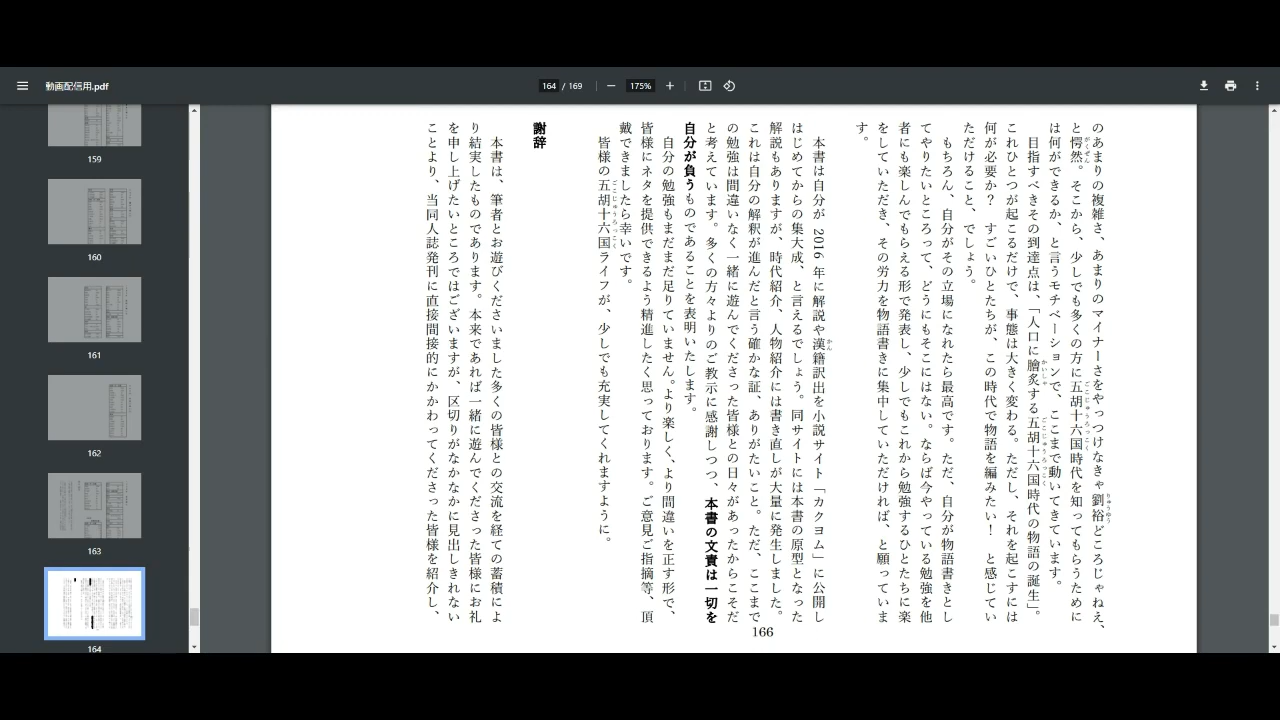 動画配信用.pdf
164 / 169
175%
159
160
161
162
163
164
のあまりの複雑さ、あまりのマイナーさをやっつけなきゃ劉裕どころじゃねえ、
と愕然。そこから、少しでも多くの方に五胡十六国時代を知ってもらうために
は何ができるか、と言うモチベーションで、ここまで動いてきています。
目指すべきその到達点は、「人口に膾炙する五胡十六国時代の物語の誕生」。
これひとつが起こるだけで、事態は大きく変わる。ただし、それを起こすには
何が必要か? すごいひとたちが、この時代で物語を編みたい! と感じてい
ただけること、でしょう。
もちろん、自分がその立場になれたら最高です。ただ、自分が物語書きとし
てやりたいところって、どうにもそこにはない。ならば今やっている勉強を他
者にも楽しんでもらえる形で発表し、少しでもこれから勉強するひとたちに楽
をしていただき、その労力を物語書きに集中していただければ、と願っていま
す。
本書は自分が 2016 年に解説や漢籍訳出を小説サイト「カクヨム」に公開し
はじめてからの集大成、と言えるでしょう。同サイトには本書の原型となった
解説もありますが、時代紹介、人物紹介には書き直しが大量に発生しました。
これは自分の解釈が進んだと言う確かな証、ありがたいこと。ただ、ここまで
の勉強は間違いなく一緒に遊んでくださった皆様との日々があったからこそだ
と考えています。多くの方々よりのご教示に感謝しつつ、本書の文責は一切を
自分が負うものであることを表明いたします。
自分の勉強もまだまだ足りていません。より楽しく、より間違いを正す形で、
皆様にネタを提供できるよう精進したく思っております。ご意見ご指摘等、頂
戴できましたら幸いです。
皆様の五胡十六国ライフが、少しでも充実してくれますように。
謝辞
本書は、筆者とお遊びくださいました多くの皆様との交流を経ての蓄積によ
り結実したものであります。本来であれば一緒に遊んでくださった皆様にお礼
を申し上げたいところではございますが、区切りがなかなかに見出しきれない
ことより、当同人誌発刊に直接間接的にかかわってくださった皆様を紹介し、
166